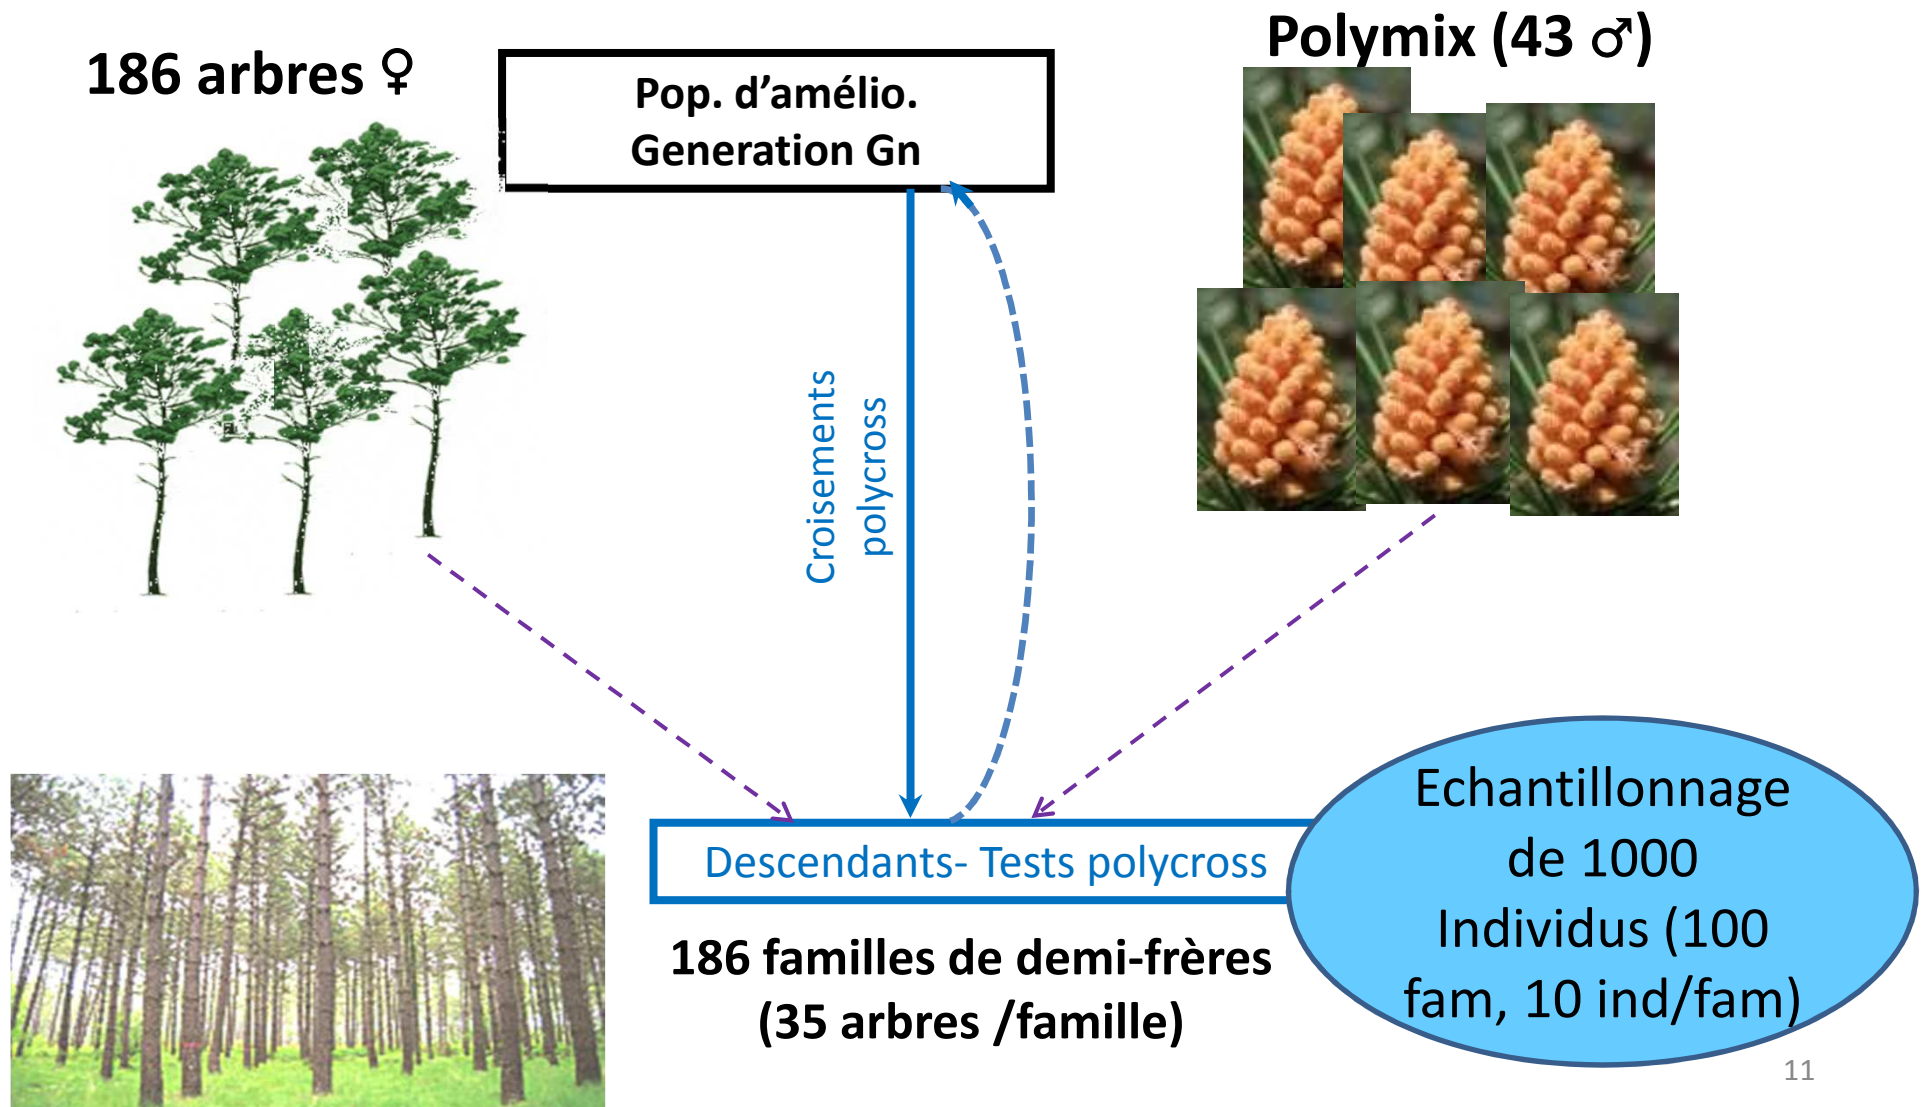 186 arbres ♀
Pop. d’amélio.
Generation Gn
Polymix (43 ♂)
Croisements
polycross
Descendants- Tests polycross
186 familles de demi-frères
(35 arbres /famille)
Echantillonnage
de 1000
Individus (100
fam, 10 ind/fam)
11